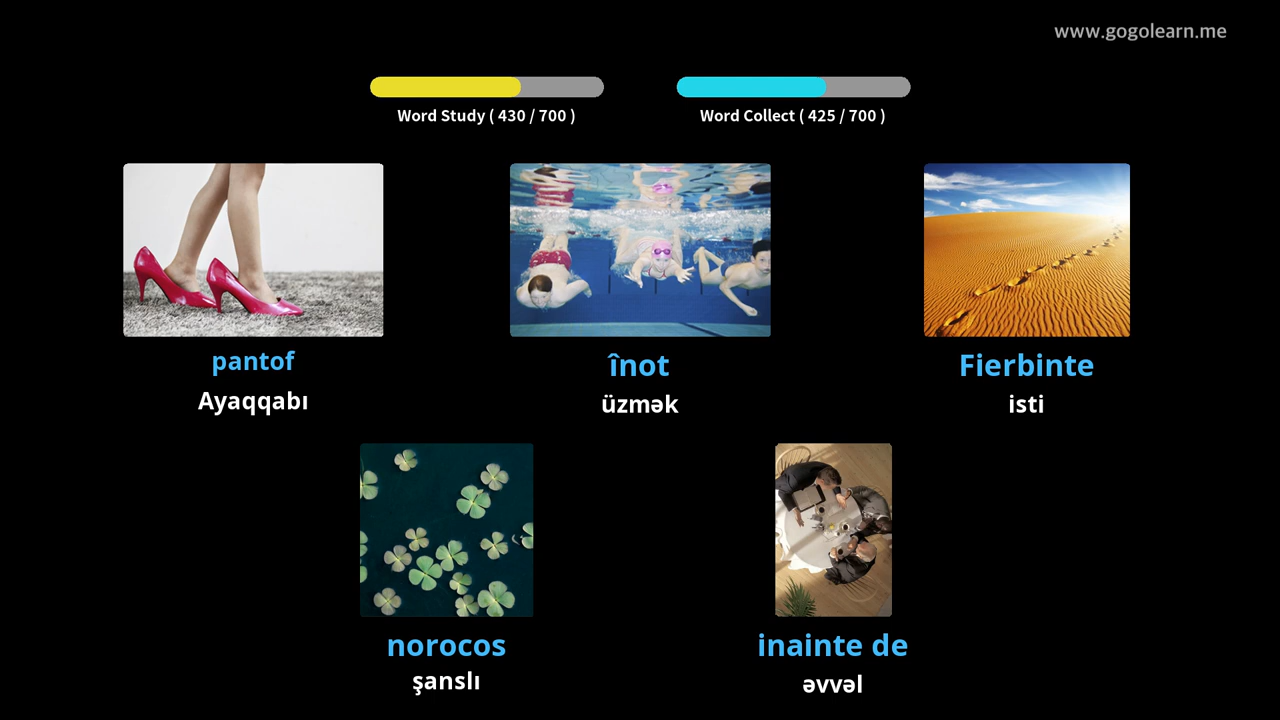 www.gogolearn.me
Word Study ( 430 / 700 )
Word Collect ( 425 / 700 )
pantof
Ayaqqabı
înot
üzmək
Fierbinte
isti
norocos
şanslı
inainte de
əvvəl